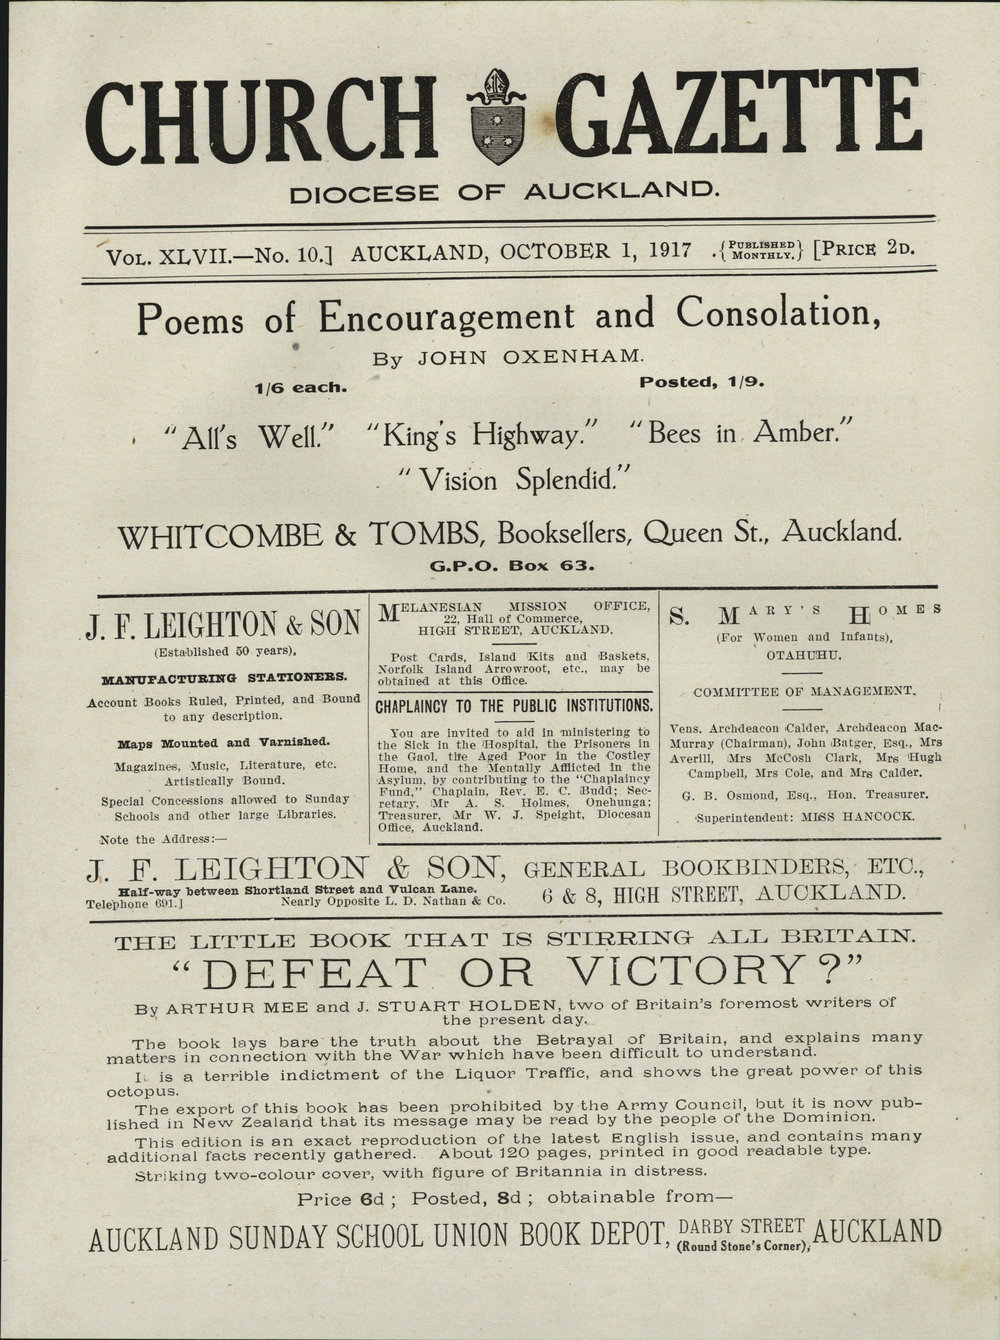 CHURCH GAZETTE
DIOCESE OF AUCKLAND.
VOL. XLVII.—No. 10.] AUCKLAND, OCTOBER 1, 1917 .{PUBLISHED MONTHLY.} [PRICE 2D.
Poems of Encouragement and Consolation,
By JOHN OXENHAM.
1/6 each. Posted, 1/9.
"All's Well." "King's Highway." "Bees in Amber."
"Vision Splendid."
WHITCOMBE & TOMBS, Booksellers, Queen St., Auckland.
G.P.O. Box 63.
J. F. LEIGHTON & SON
(Established 50 years),
MANUFACTURING STATIONERS.
Account Books Ruled, Printed, and Bound
to any description.
Maps Mounted and Varnished.
Magazines, Music, Literature, etc.
Artistically Bound.
Special Concessions allowed to Sunday
Schools and other large Libraries.
Note the Address:—
MELANESIAN MISSION OFFICE,
22, Hall of Commerce,
HIGH STREET, AUCKLAND.
Post Cards, Island Kits and Baskets,
Norfolk Island Arrowroot, etc., may be
obtained at this Office.
CHAPLAINCY TO THE PUBLIC INSTITUTIONS.
You are invited to aid in ministering to
the Sick in the Hospital, the Prisoners in
the Gaol, the Aged Poor in the Costley
Home, and the Mentally Afflicted in the
Asylum, by contributing to the "Chaplaincy
Fund," Chaplain, Rev. E. C. Budd; Sec-
retary, Mr A. S. Holmes, Onehunga;
Treasurer, Mr W. J. Speight, Diocesan
Office, Auckland.
S. MARY'S HOMES
(For Women and Infants),
OTAHUHU.
COMMITTEE OF MANAGEMENT.
Vens. Archdeacon Calder, Archdeacon Mac-
Murray (Chairman), John Batger, Esq., Mrs
Averill, Mrs McCosh Clark, Mrs Hugh
Campbell, Mrs Cole, and Mrs Calder.
G. B. Osmond, Esq., Hon. Treasurer.
Superintendent: MISS HANCOCK.
J. F. LEIGHTON & SON, GENERAL BOOKBINDERS, ETC.,
Half-way between Shortland Street and Vulcan Lane.
Telephone 691.] Nearly Opposite L. D. Nathan & Co.
6 & 8, HIGH STREET, AUCKLAND.
THE LITTLE BOOK THAT IS STIRRING ALL BRITAIN.
"DEFEAT OR VICTORY?"
By ARTHUR MEE and J. STUART HOLDEN, two of Britain's foremost writers of
the present day.
The book lays bare the truth about the Betrayal of Britain, and explains many
matters in connection with the War which have been difficult to understand.
It is a terrible indictment of the Liquor Traffic, and shows the great power of this
octopus.
The export of this book has been prohibited by the Army Council, but it is now pub-
lished in New Zealand that its message may be read by the people of the Dominion.
This edition is an exact reproduction of the latest English issue, and contains many
additional facts recently gathered. About 120 pages, printed in good readable type.
Striking two-colour cover, with figure of Britannia in distress.
Price 6d; Posted, 8d; obtainable from—
AUCKLAND SUNDAY SCHOOL UNION BOOK DEPOT, DARBY STREET (Round Stone's Corner), AUCKLAND